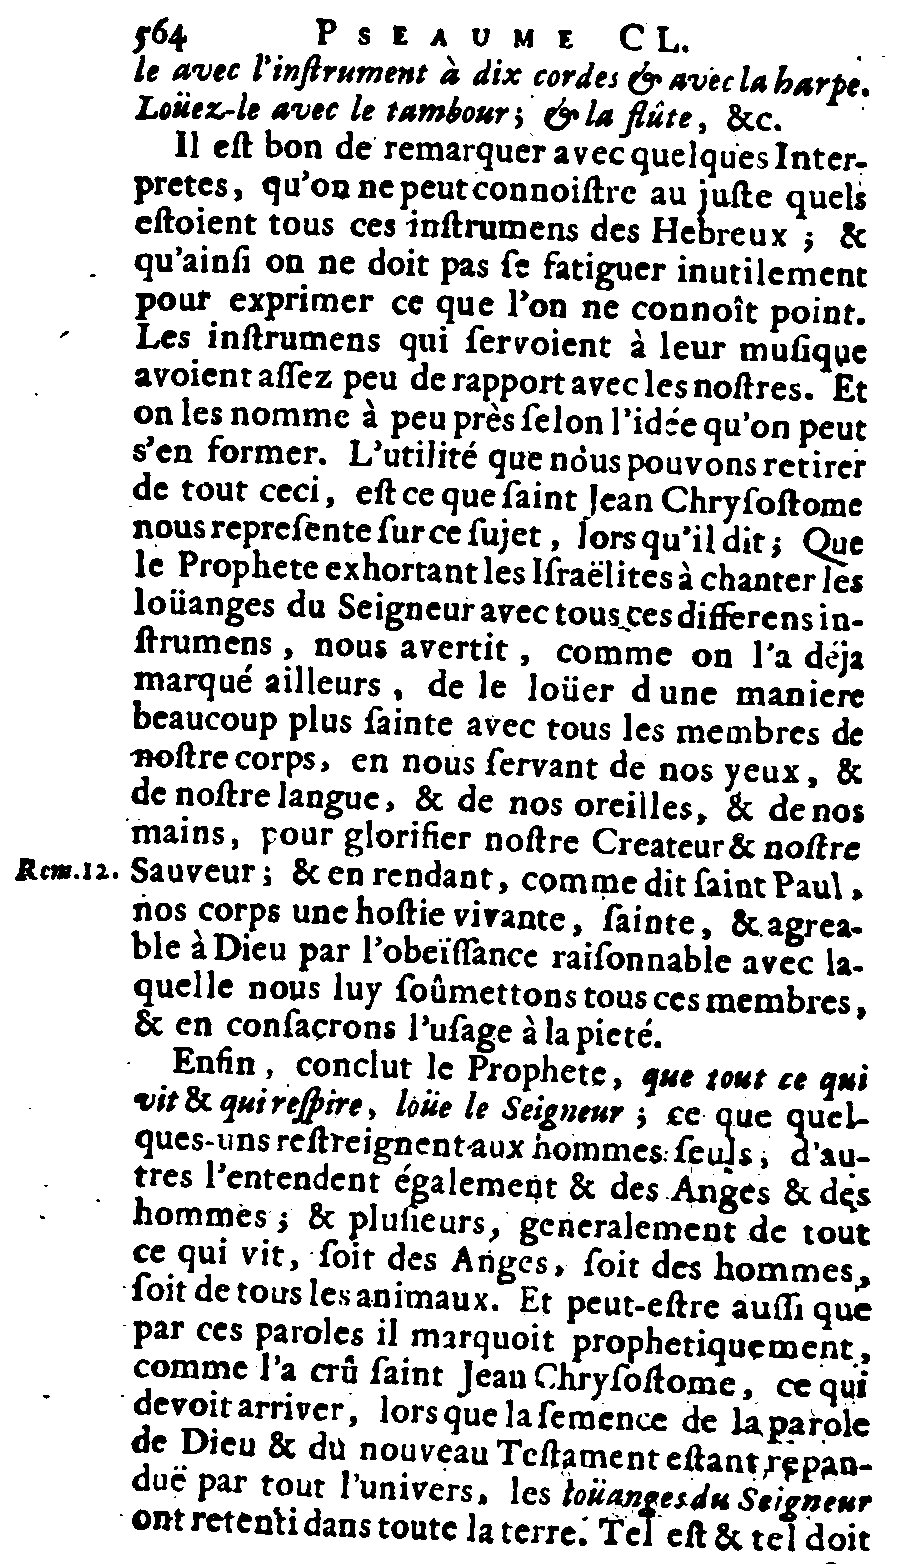 564 PSEAUME CL.
le avec l'inſtrument à dix cordes & avec la harpe.
Loüez-le avec le tambour; & la flûte, &c.
Il eſt bon de remarquer avec quelques Inter-
pretes, qu'on ne peut connoiſtre au juſte quels
eſtoient tous ces inſtrumens des Hebreux ; &
qu'ainſi on ne doit pas ſe fatiguer inutilement
pour exprimer ce que l'on ne connoît point.
Les inſtrumens qui ſervoient à leur muſique
avoient aſſez peu de rapport avec les noſtres. Et
on les nomme à peu près ſelon l'idée qu'on peut
s'en former. L'utilité que nous pouvons retirer
de tout ceci, eſt ce que ſaint Jean Chryſoſtome
nous repreſente ſur ce ſujet, lors qu'il dit; Que
le Prophete exhortant les Iſraëlites à chanter les
loüanges du Seigneur avec tous ces differens in-
ſtrumens, nous avertit, comme on l'a déja
marqué ailleurs, de le loüer d'une maniere
beaucoup plus ſainte avec tous les membres de
noſtre corps, en nous ſervant de nos yeux, &
de noſtre langue, & de nos oreilles, & de nos
mains, pour glorifier noſtre Createur & noſtre
Rom.12. Sauveur; & en rendant, comme dit ſaint Paul,
nos corps une hoſtie vivante, ſainte, & agrea-
ble à Dieu par l'obeïſſance raiſonnable avec la-
quelle nous luy ſoûmettons tous ces membres,
& en conſacrons l'uſage à la pieté.
Enfin, conclut le Prophete, que tout ce qui
vit & qui reſpire, loüe le Seigneur ; ce que quel-
ques-uns reſtreignent aux hommes ſeuls; d'au-
tres l'entendent également & des Anges & des
hommes; & pluſieurs, generalement de tout
ce qui vit, ſoit des Anges, ſoit des hommes,
ſoit de tous les animaux. Et peut-eſtre auſſi que
par ces paroles il marquoit prophetiquement,
comme l'a crû ſaint Jean Chryſoſtome, ce qui
devoit arriver, lors que la ſemence de la parole
de Dieu & du nouveau Teſtament eſtant répan-
duë par tout l'univers, les loüanges du Seigneur
ont retenti dans toute la terre. Tel eſt & tel doit